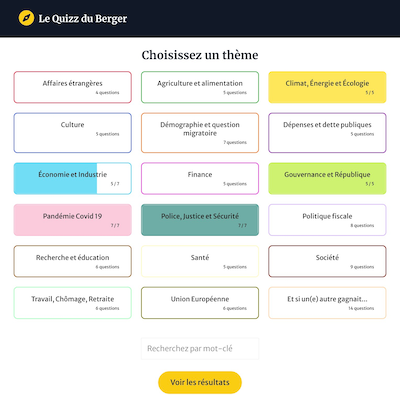 Le Quizz du Berger
Choisissez un thème
Affaires étrangères
6 questions
Agriculture et alimentation
5 questions
Climat, Énergie et Écologie
5 / 5
Culture
5 questions
Démographie et question
migratoire
7 questions
Dépenses et dette publiques
5 questions
Économie et Industrie
5 / 7
Finance
5 questions
Gouvernance et République
5 / 5
Pandémie Covid 19
7 / 7
Police, Justice et Sécurité
7 / 7
Politique fiscale
6 questions
Recherche et éducation
6 questions
Santé
5 questions
Société
9 questions
Travail, Chômage, Retraite
6 questions
Union Européenne
6 questions
Et si un(e) autre gagnait...
14 questions
Recherchez par mot-clé
Voir les résultats